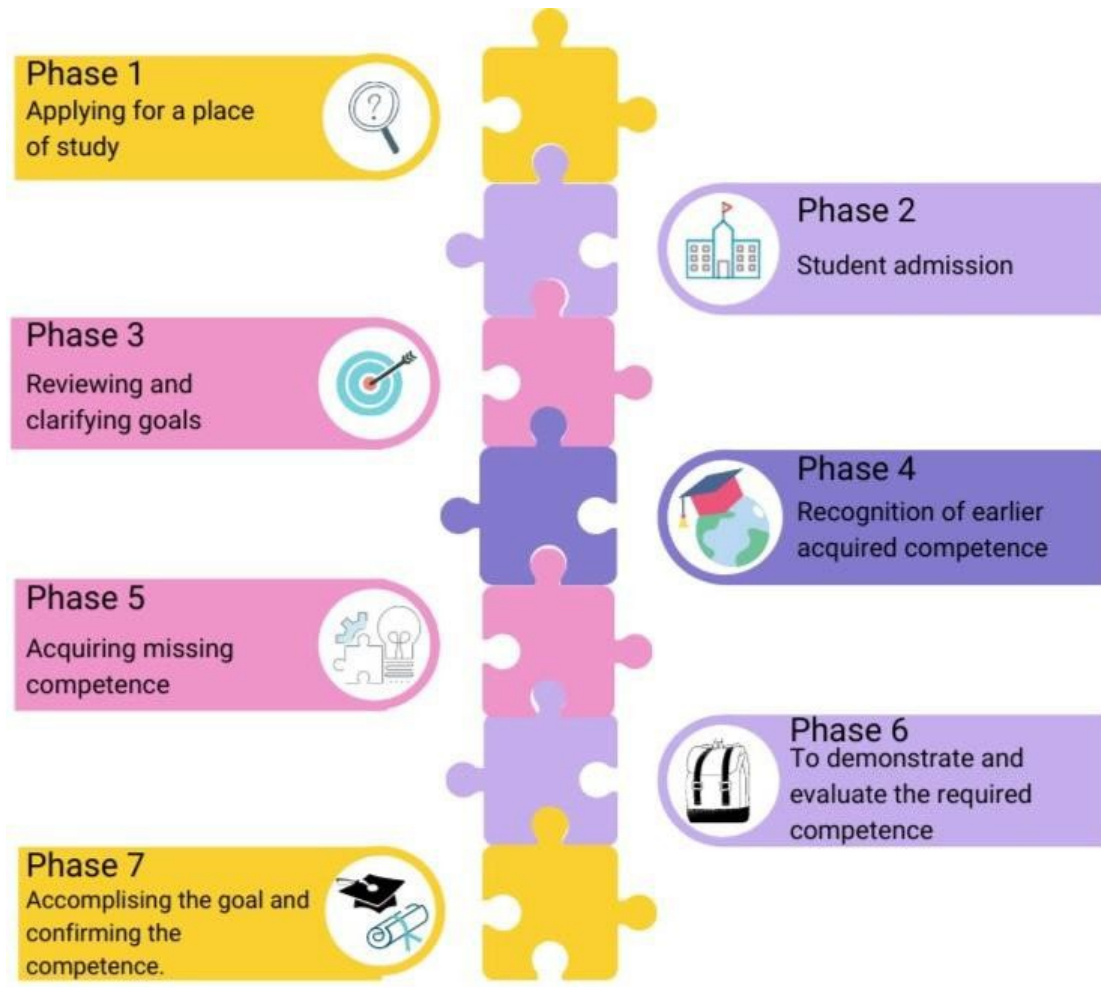 Phase 1
Applying for a place
of study
Phase 2
Student admission
Phase 3
Reviewing and
clarifying goals
Phase 4
Recognition of earlier
acquired competence
Phase 5
Acquiring missing
competence
Phase 6
To demonstrate and
evaluate the required
competence
Phase 7
Accomplising the goal and
confirming the
competence.